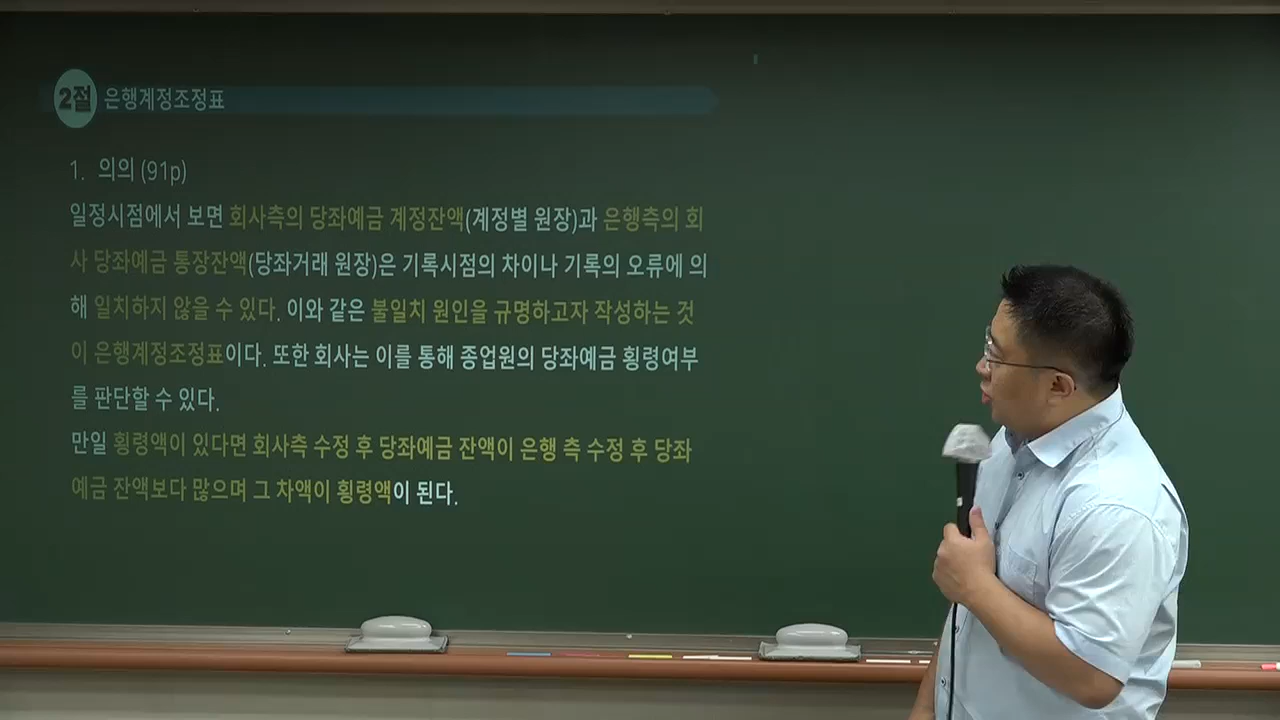 2절 은행계정조정표
1. 의의 (91p)
일정시점에서 보면 회사측의 당좌예금 계정잔액(계정별 원장)과 은행측의 회
사 당좌예금 통장잔액(당좌거래 원장)은 기록시점의 차이나 기록의 오류에 의
해 일치하지 않을 수 있다. 이와 같은 불일치 원인을 규명하고자 작성하는 것
이 은행계정조정표이다. 또한 회사는 이를 통해 종업원의 당좌예금 횡령여부
를 판단할 수 있다.
만일 횡령액이 있다면 회사측 수정 후 당좌예금 잔액이 은행 측 수정 후 당좌
예금 잔액보다 많으며 그 차액이 횡령액이 된다.